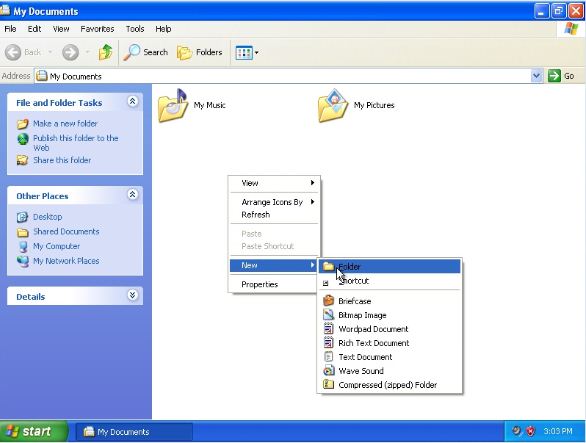 My Documents
File Edit View Favorites Tools Help
Back Search Folders
Address My Documents Go
File and Folder Tasks
Make a new folder
Publish this folder to the
Web
Share this folder
Other Places
Desktop
Shared Documents
My Computer
My Network Places
Details
My Music My Pictures
View
Arrange Icons By
Refresh
Paste
Paste Shortcut
New
Properties
Folder
Shortcut
Briefcase
Bitmap Image
Wordpad Document
Rich Text Document
Text Document
Wave Sound
Compressed (zipped) Folder
start My Documents 3:03 PM